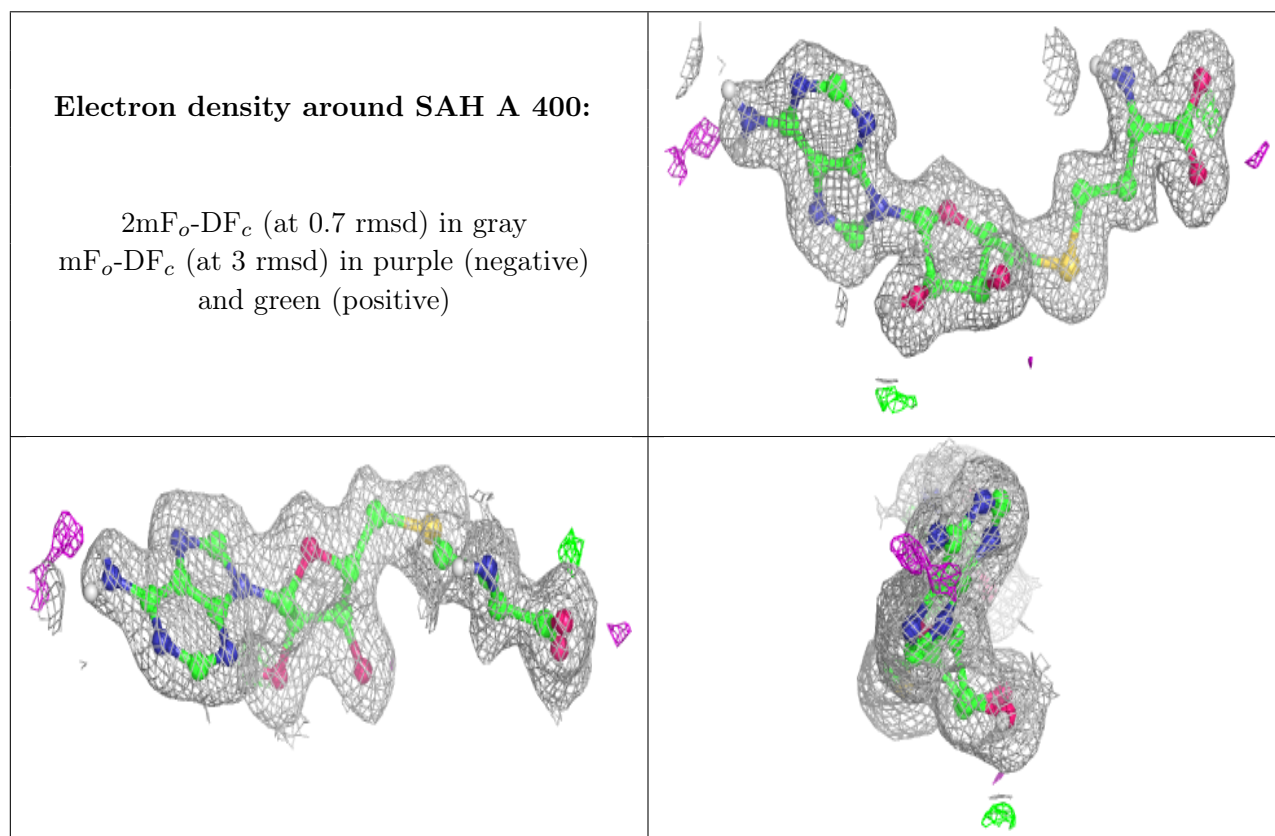 Electron density around SAH A 400:
2mFo-DFc (at 0.7 rmsd) in gray
mFo-DFc (at 3 rmsd) in purple (negative)
and green (positive)